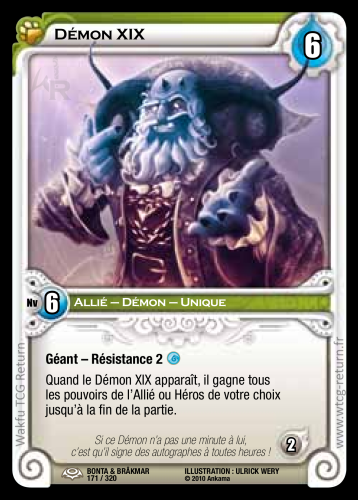 Démon XIX
6
Nv 6 Allié – Démon – Unique
Géant – Résistance 2
Quand le Démon XIX apparaît, il gagne tous
les pouvoirs de l'Allié ou Héros de votre choix
jusqu'à la fin de la partie.
Si ce Démon n'a pas une minute à lui,
c'est qu'il signe des autographes à toutes heures !
2
BONTA & BRÂKMAR
171 / 320
ILLUSTRATION : ULRICK WERY
© 2010 Ankama
Wakfu TCG Return
www.wtcg-return.fr